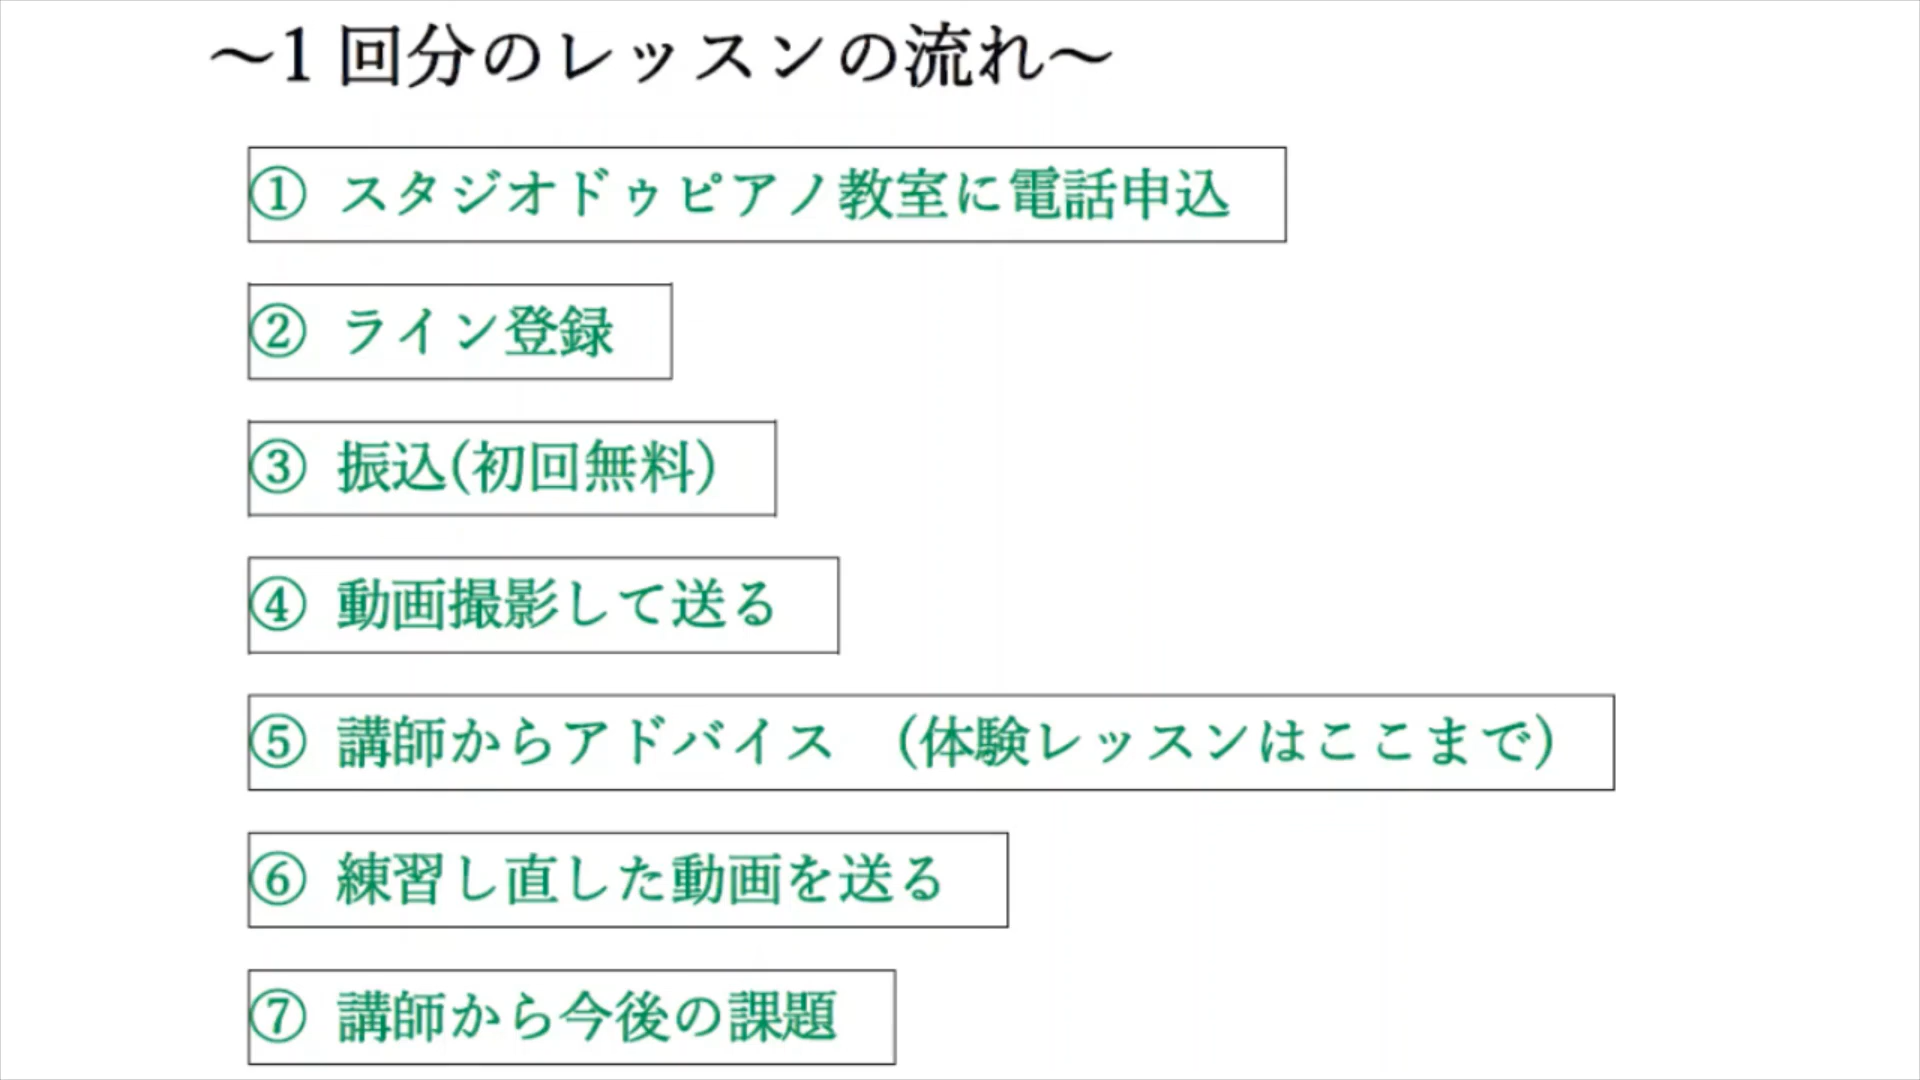 ～1回分のレッスンの流れ～
① スタジオドゥピアノ教室に電話申込
② ライン登録
③ 振込(初回無料)
④ 動画撮影して送る
⑤ 講師からアドバイス　(体験レッスンはここまで)
⑥ 練習し直した動画を送る
⑦ 講師から今後の課題